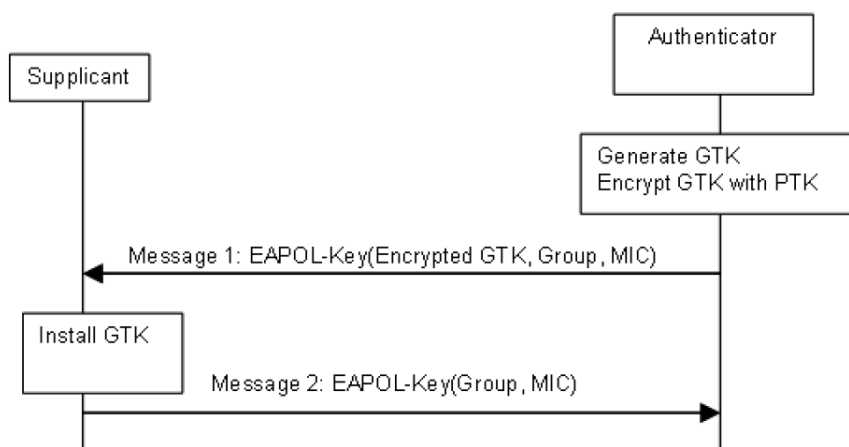 Authenticator
Supplicant
Generate GTK
Encrypt GTK with PTK
Message 1: EAPOL-Key(Encrypted GTK, Group, MIC)
Install GTK
Message 2: EAPOL-Key(Group, MIC)